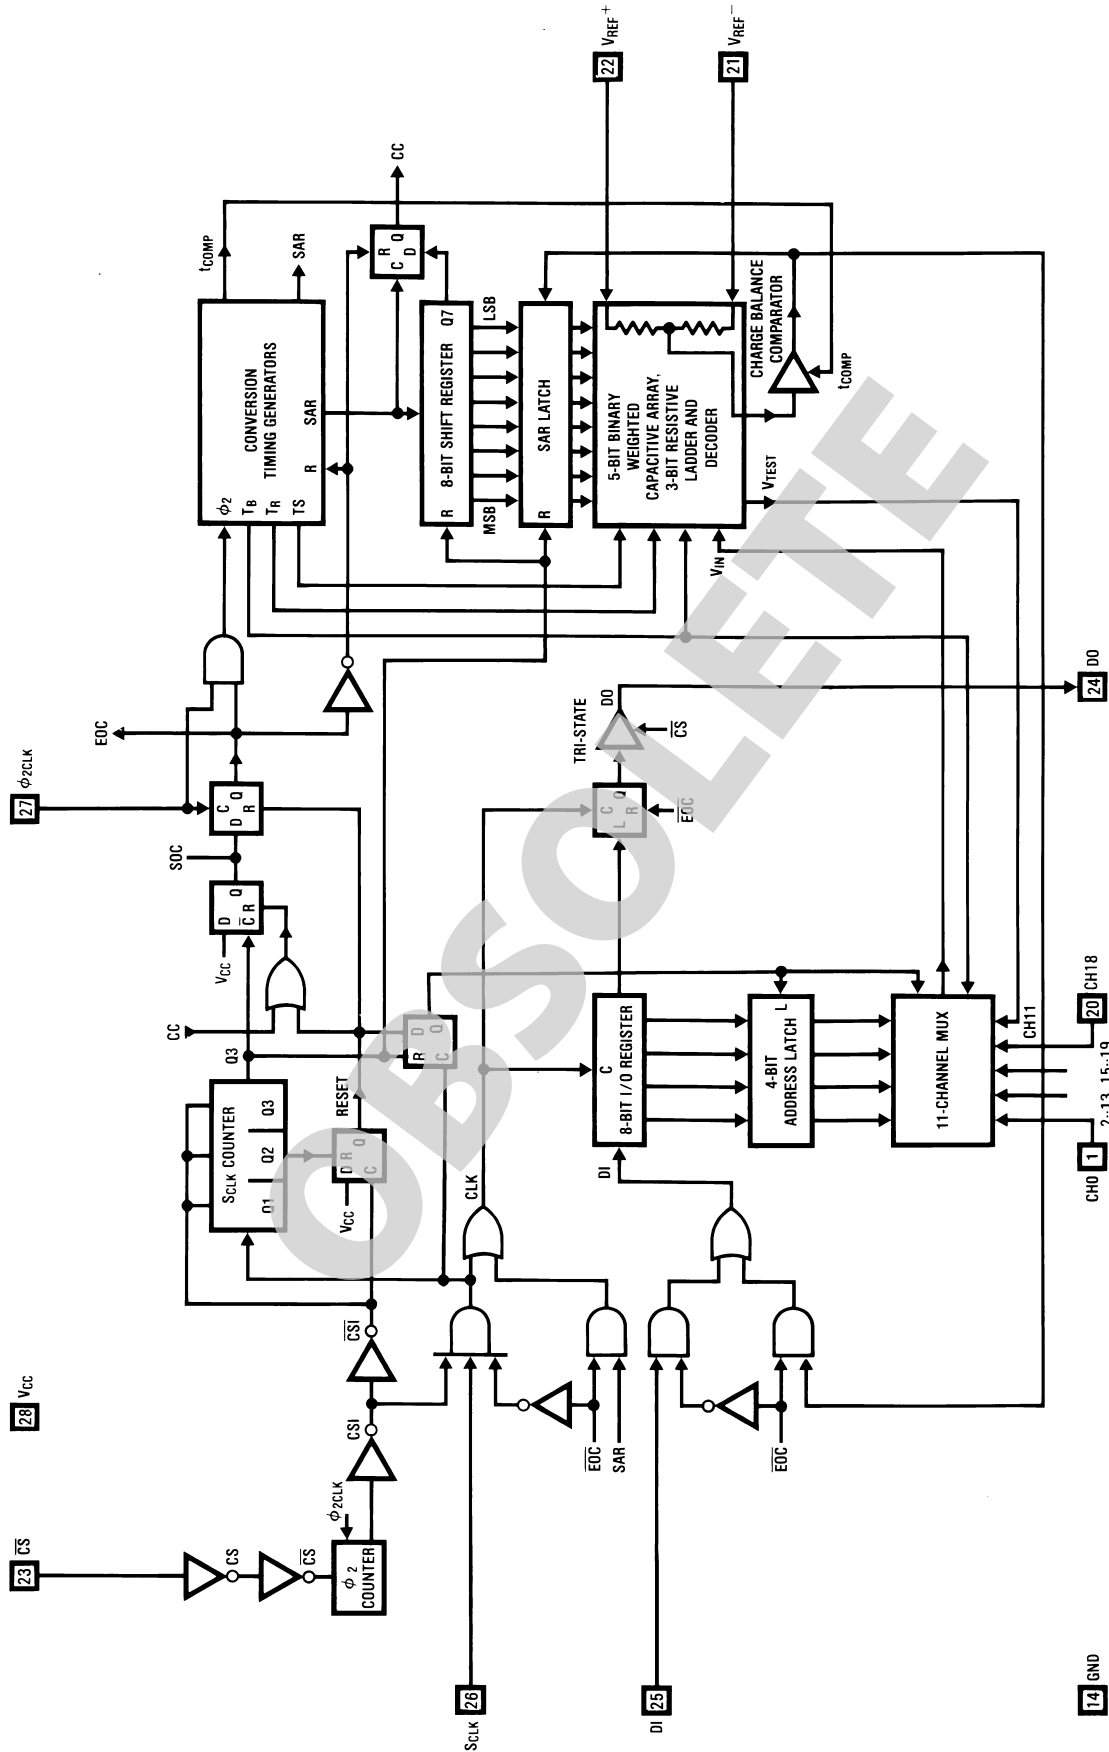 23 CS
28 VCC
27 ϕ2CLK
22 VREF+
21 VREF−
CS
CS
ϕ2
COUNTER
ϕ2CLK
CSI
CSI
SCLK COUNTER
Q1 Q2 Q3
Q3
CC
VCC
D R
C Q
RESET
VCC
D
C R
Q
SOC
D C Q
R
EOC
R D
C Q
ϕ2
TB
TR
TS
CONVERSION
TIMING GENERATORS
R
SAR
tCOMP
SAR
R
C Q
D
CC
R
8-BIT SHIFT REGISTER
Q7
MSB
LSB
R
SAR LATCH
5-BIT BINARY
WEIGHTED
CAPACITIVE ARRAY,
3-BIT RESISTIVE
LADDER AND
DECODER
CHARGE BALANCE
COMPARATOR
tCOMP
VTEST
VIN
SCLK 26
EOC
SAR
CLK
DI 25
EOC
DI
C
8-BIT I/O REGISTER
4-BIT
ADDRESS LATCH
L
11-CHANNEL MUX
C
L Q
R
EOC
TRI-STATE
DO
CS
24 DO
14 GND
CH0 1
2–13, 15–19
CH11
20 CH18
OBSOLETE